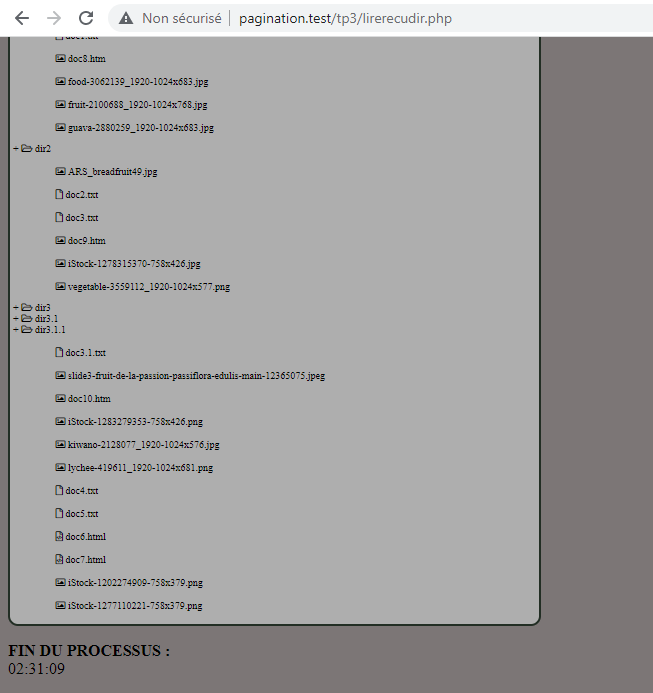 Non sécurisé | pagination.test/tp3/lirerecudir.php
doc8.htm
food-3062139_1920-1024x683.jpg
fruit-2100688_1920-1024x768.jpg
guava-2880259_1920-1024x683.jpg
+ dir2
ARS_breadfruit49.jpg
doc2.txt
doc3.txt
doc9.htm
iStock-1278315370-758x426.jpg
vegetable-3559112_1920-1024x577.png
+ dir3
+ dir3.1
+ dir3.1.1
doc3.1.txt
slide3-fruit-de-la-passion-passiflora-edulis-main-12365075.jpeg
doc10.htm
iStock-1283279353-758x426.png
kiwano-2128077_1920-1024x576.jpg
lychee-419611_1920-1024x681.png
doc4.txt
doc5.txt
doc6.html
doc7.html
iStock-1202274909-758x379.png
iStock-1277110221-758x379.png
FIN DU PROCESSUS :
02:31:09